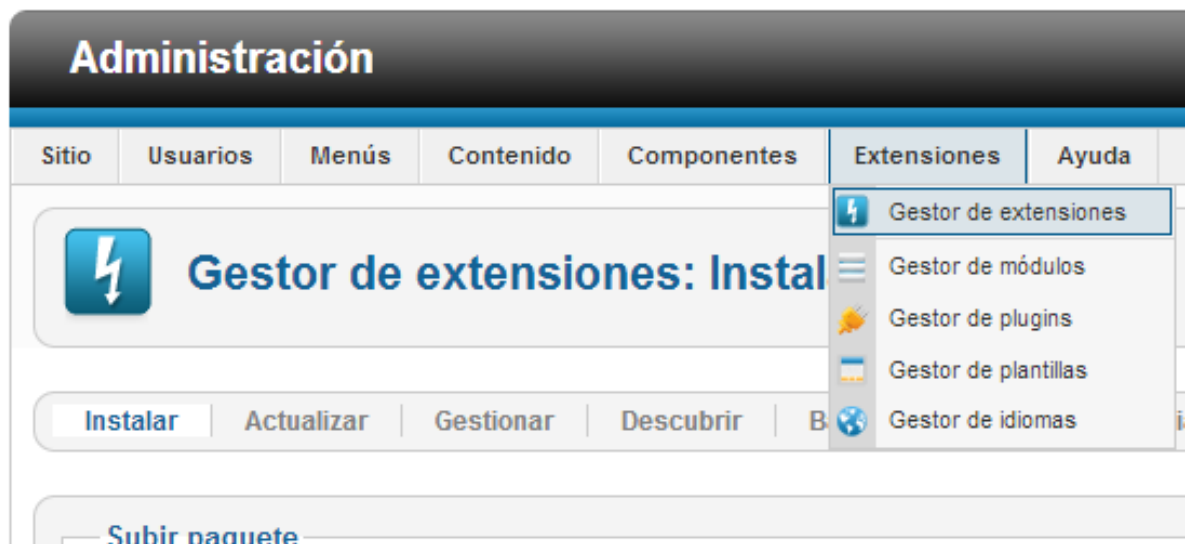 Administración
Sitio Usuarios Menús Contenido Componentes Extensiones Ayuda
Gestor de extensiones
Gestor de extensiones:
Gestor de módulos
Gestor de plugins
Gestor de plantillas
Instalar Actualizar Gestionar Descubrir
Gestor de idiomas
Subir paquete